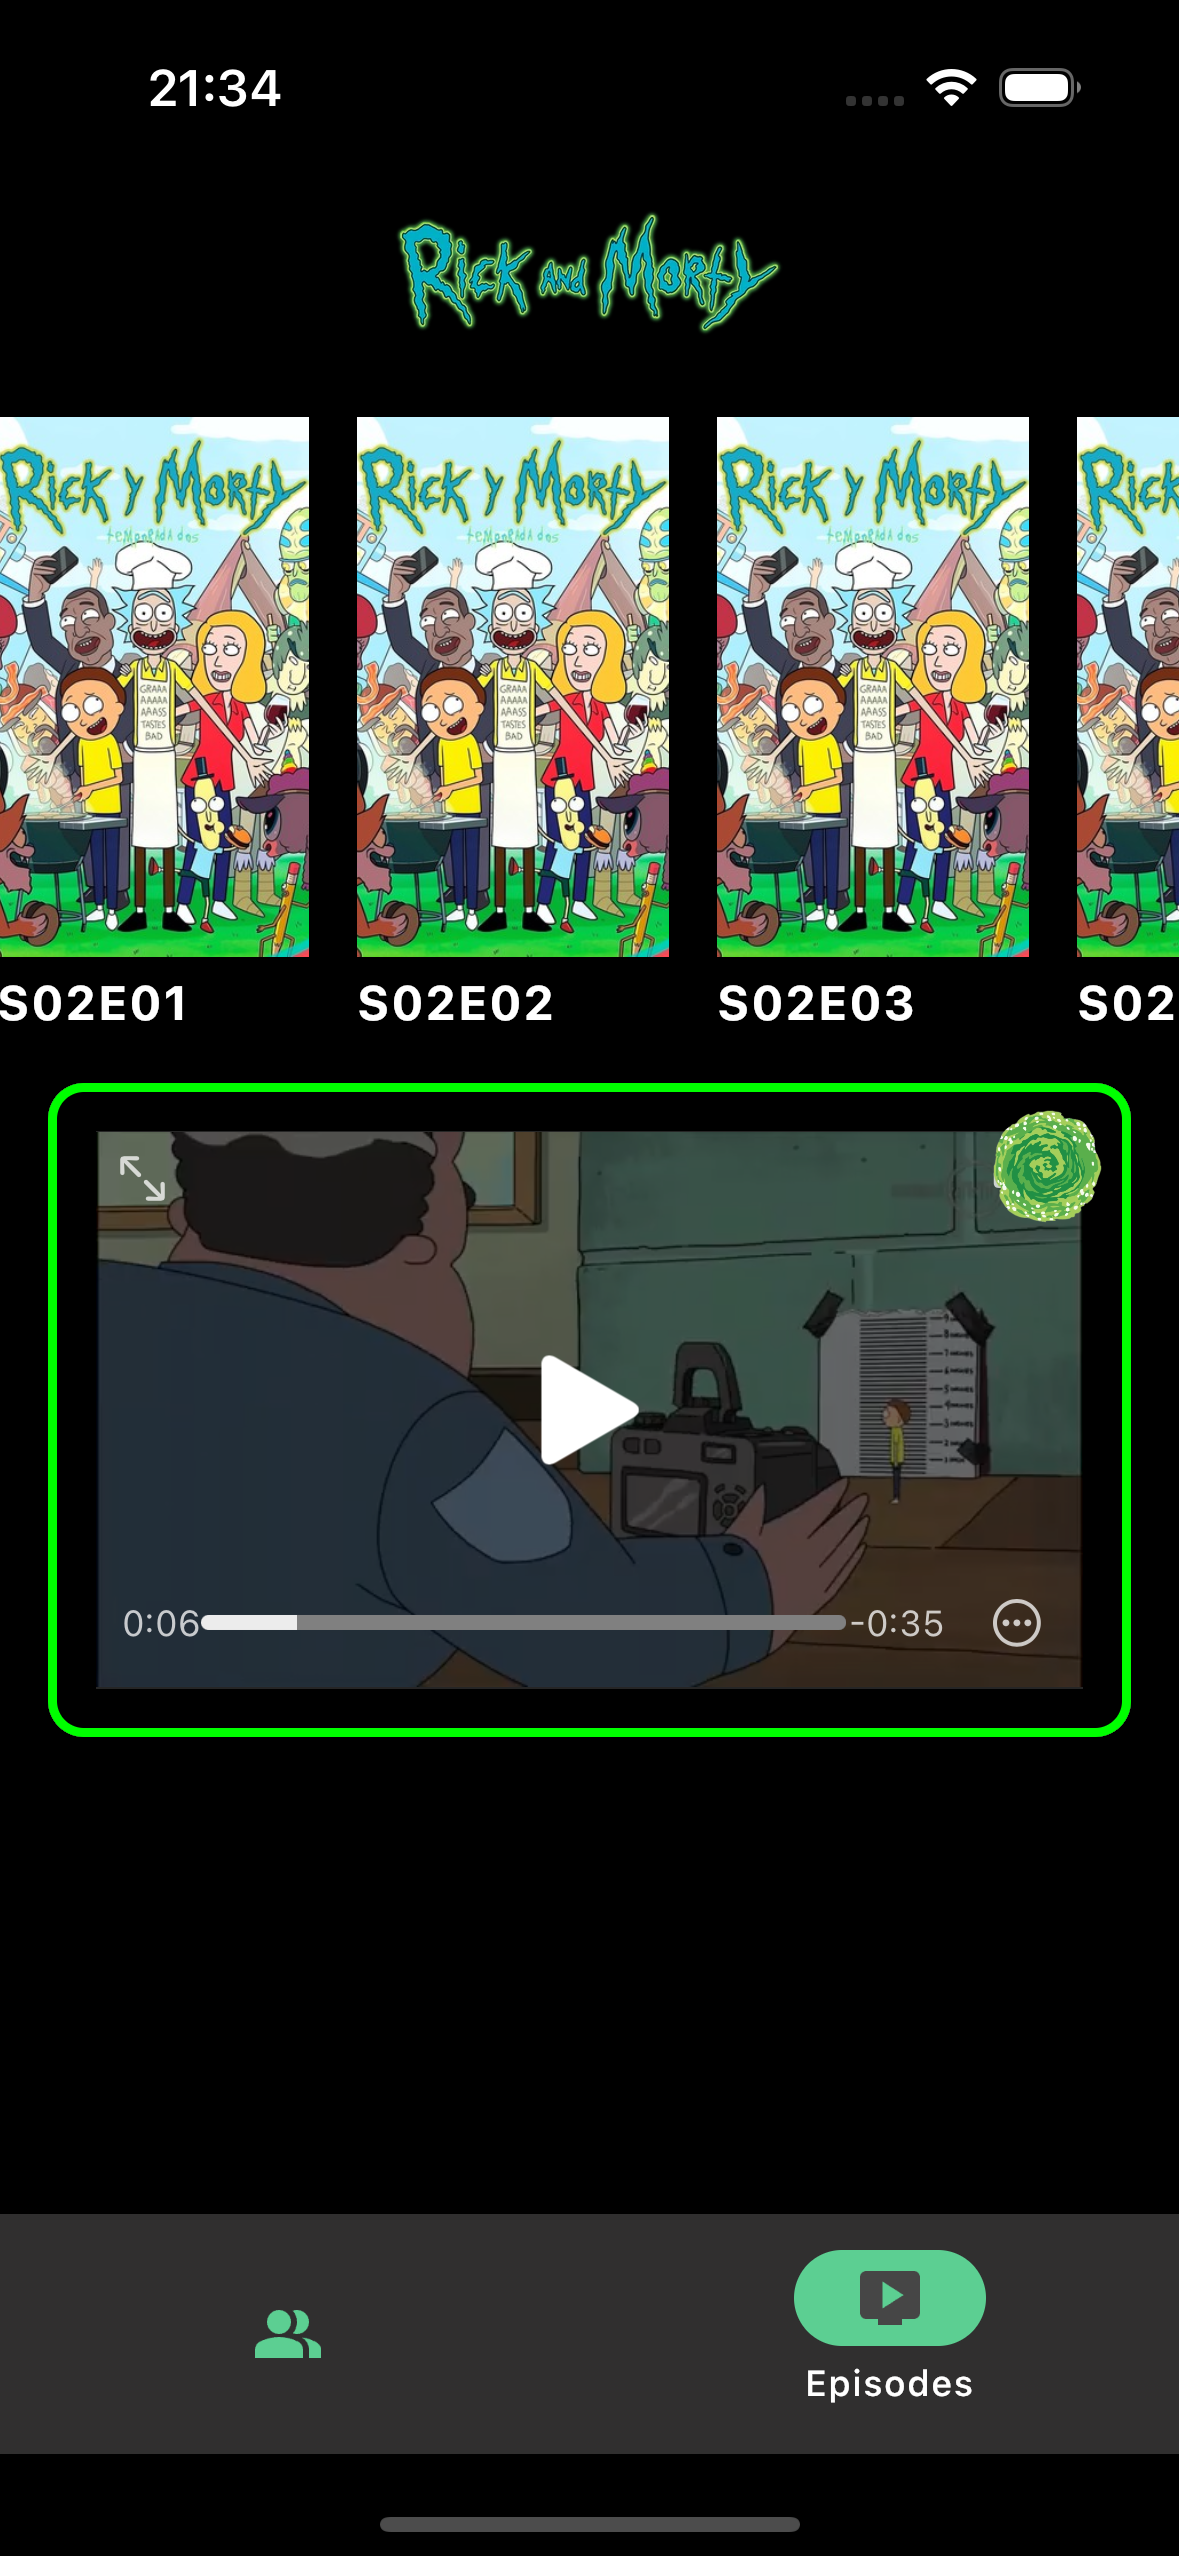 21:34
Rick and Morty
Rick y Morty
temporada dos
GRAAA
AAAAA
AAASS
TASTES
BAD
S02E01
Rick y Morty
temporada dos
GRAAA
AAAAA
AAASS
TASTES
BAD
S02E02
Rick y Morty
temporada dos
GRAAA
AAAAA
AAASS
TASTES
BAD
S02E03
Rick
S02
0:06
-0:35
Episodes